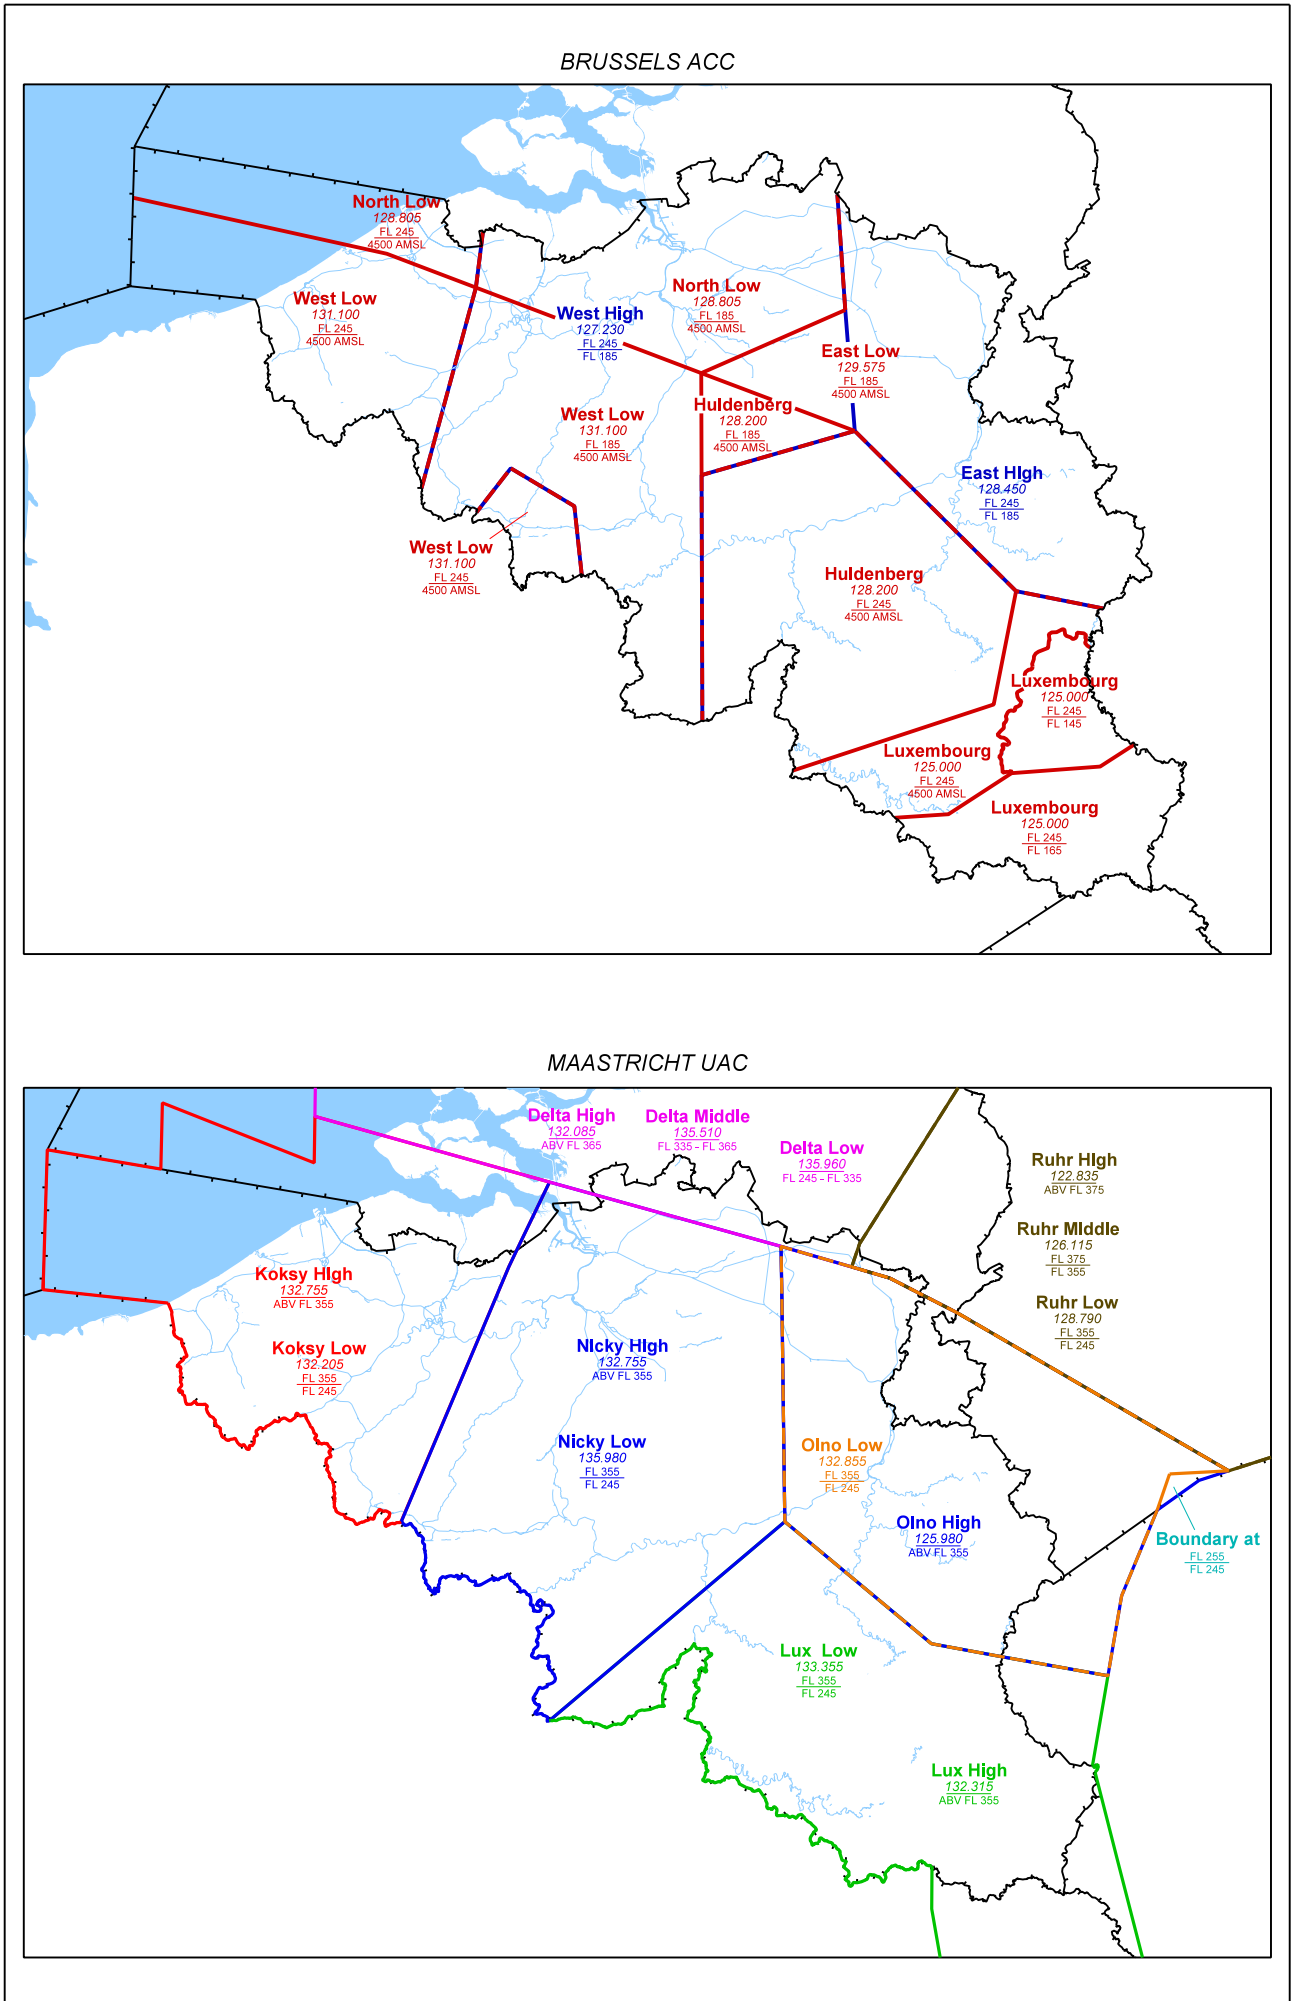 BRUSSELS ACC
North Low
128.805
FL 245
4500 AMSL
West Low
131.100
FL 245
4500 AMSL
West High
127.230
FL 245
FL 185
North Low
128.805
FL 185
4500 AMSL
East Low
129.575
FL 185
4500 AMSL
West Low
131.100
FL 185
4500 AMSL
Huldenberg
128.200
FL 185
4500 AMSL
East High
128.450
FL 245
FL 185
West Low
131.100
FL 245
4500 AMSL
Huldenberg
128.200
FL 245
4500 AMSL
Luxembourg
125.000
FL 245
FL 145
Luxembourg
125.000
FL 245
4500 AMSL
Luxembourg
125.000
FL 245
FL 165
MAASTRICHT UAC
Delta High
132.085
ABV FL 365
Delta Middle
135.510
FL 335 - FL 365
Delta Low
135.960
FL 245 - FL 335
Ruhr High
122.835
ABV FL 375
Ruhr Middle
126.115
FL 375
FL 355
Ruhr Low
128.790
FL 355
FL 245
Koksy High
132.755
ABV FL 355
Koksy Low
132.205
FL 355
FL 245
Nicky High
132.755
ABV FL 355
Nicky Low
135.980
FL 355
FL 245
Olno Low
132.855
FL 355
FL 245
Olno High
125.980
ABV FL 355
Boundary at
FL 255
FL 245
Lux Low
133.355
FL 355
FL 245
Lux High
132.315
ABV FL 355